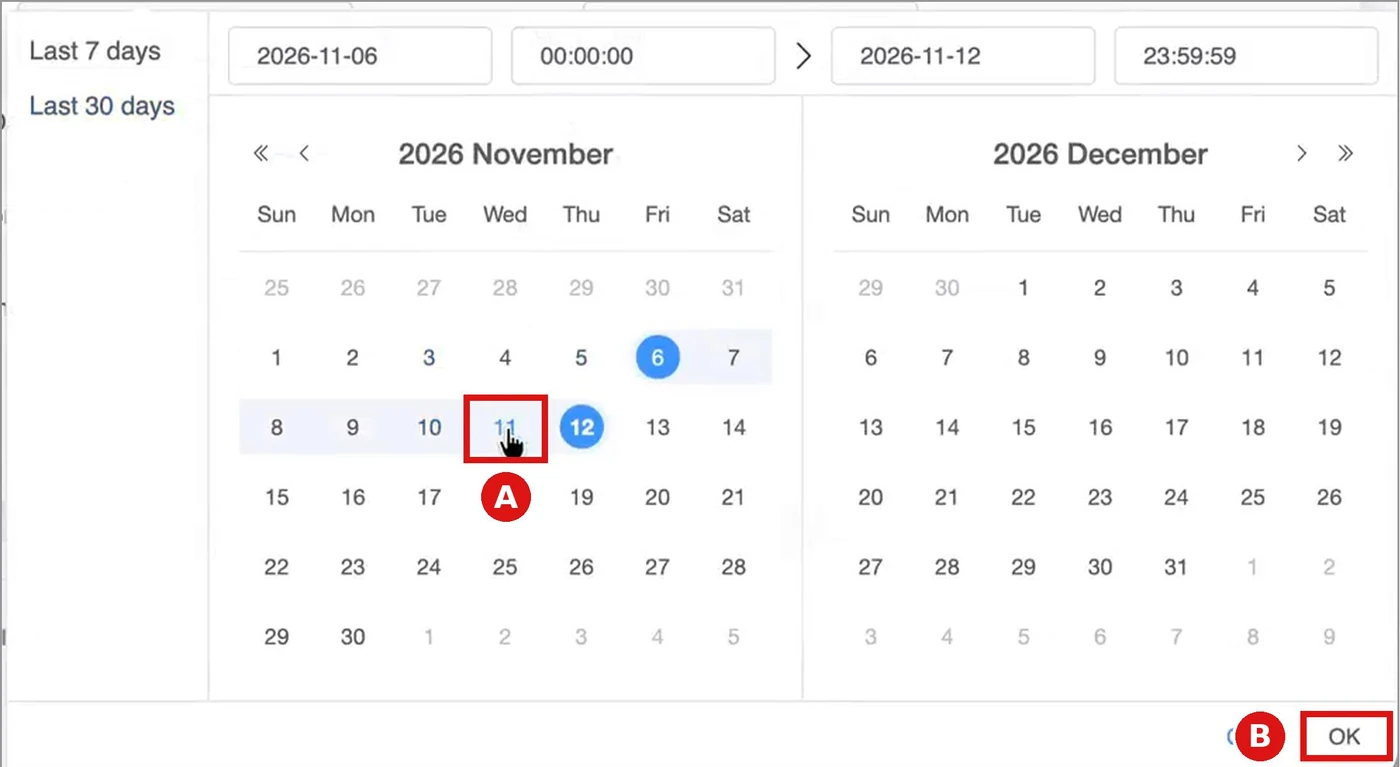 Last 7 days
Last 30 days
2026-11-06 00:00:00 2026-11-12 23:59:59
2026 November
Sun Mon Tue Wed Thu Fri Sat
25 26 27 28 29 30 31
1 2 3 4 5 6 7
8 9 10 11 12 13 14
A
15 16 17 19 20 21
22 23 24 25 26 27 28
29 30 1 2 3 4 5
2026 December
Sun Mon Tue Wed Thu Fri Sat
29 30 1 2 3 4 5
6 7 8 9 10 11 12
13 14 15 16 17 18 19
20 21 22 23 24 25 26
27 28 29 30 31 1 2
3 4 5 6 7 8 9
B OK